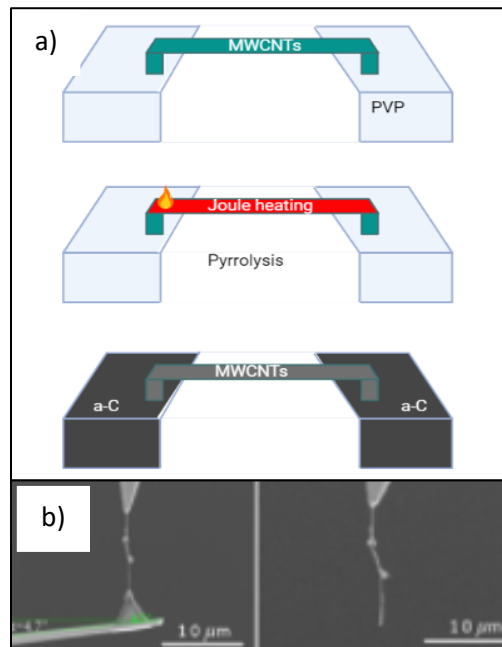 a)
MWCNTs
PVP
Joule heating
Pyrrolysis
MWCNTs
a-C
a-C
b)
10 µm
10 µm